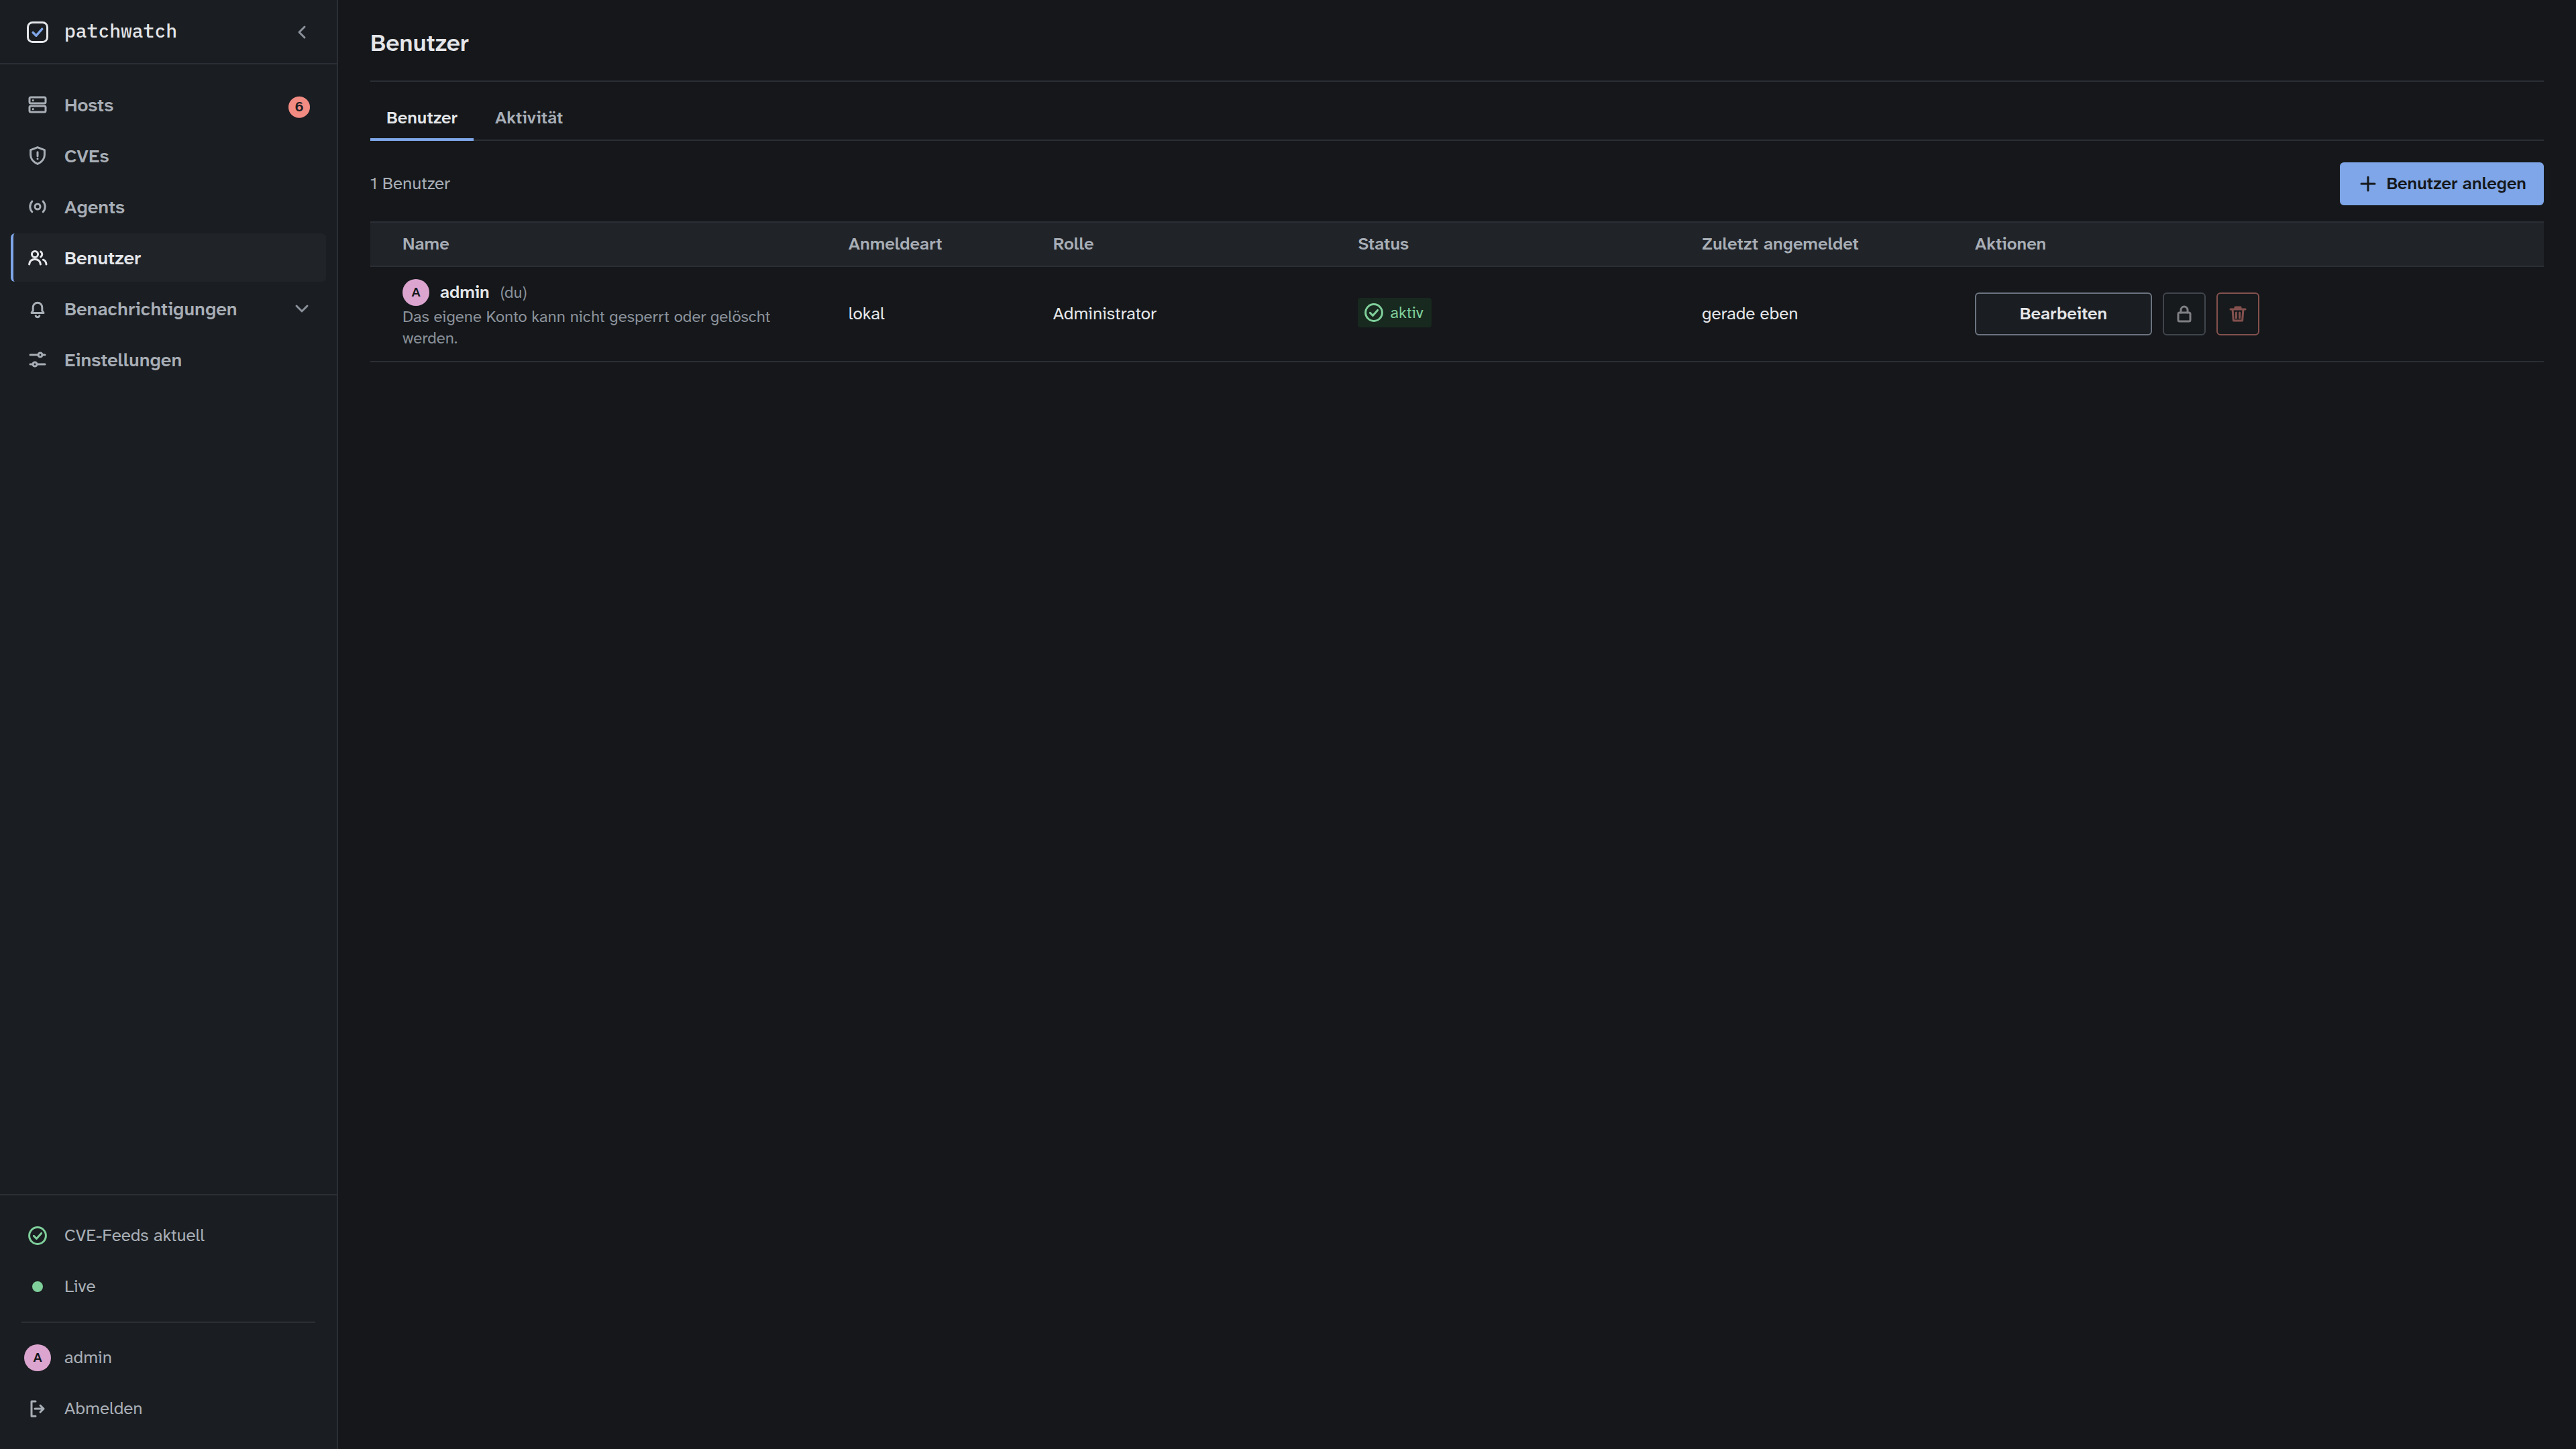 patchwatch
Hosts
6
CVEs
Agents
Benutzer
Benachrichtigungen
Einstellungen
CVE-Feeds aktuell
Live
A admin
Abmelden
Benutzer
Benutzer Aktivität
1 Benutzer
Benutzer anlegen
Name Anmeldeart Rolle Status Zuletzt angemeldet Aktionen
A admin (du)
Das eigene Konto kann nicht gesperrt oder gelöscht
werden.
lokal Administrator aktiv gerade eben Bearbeiten